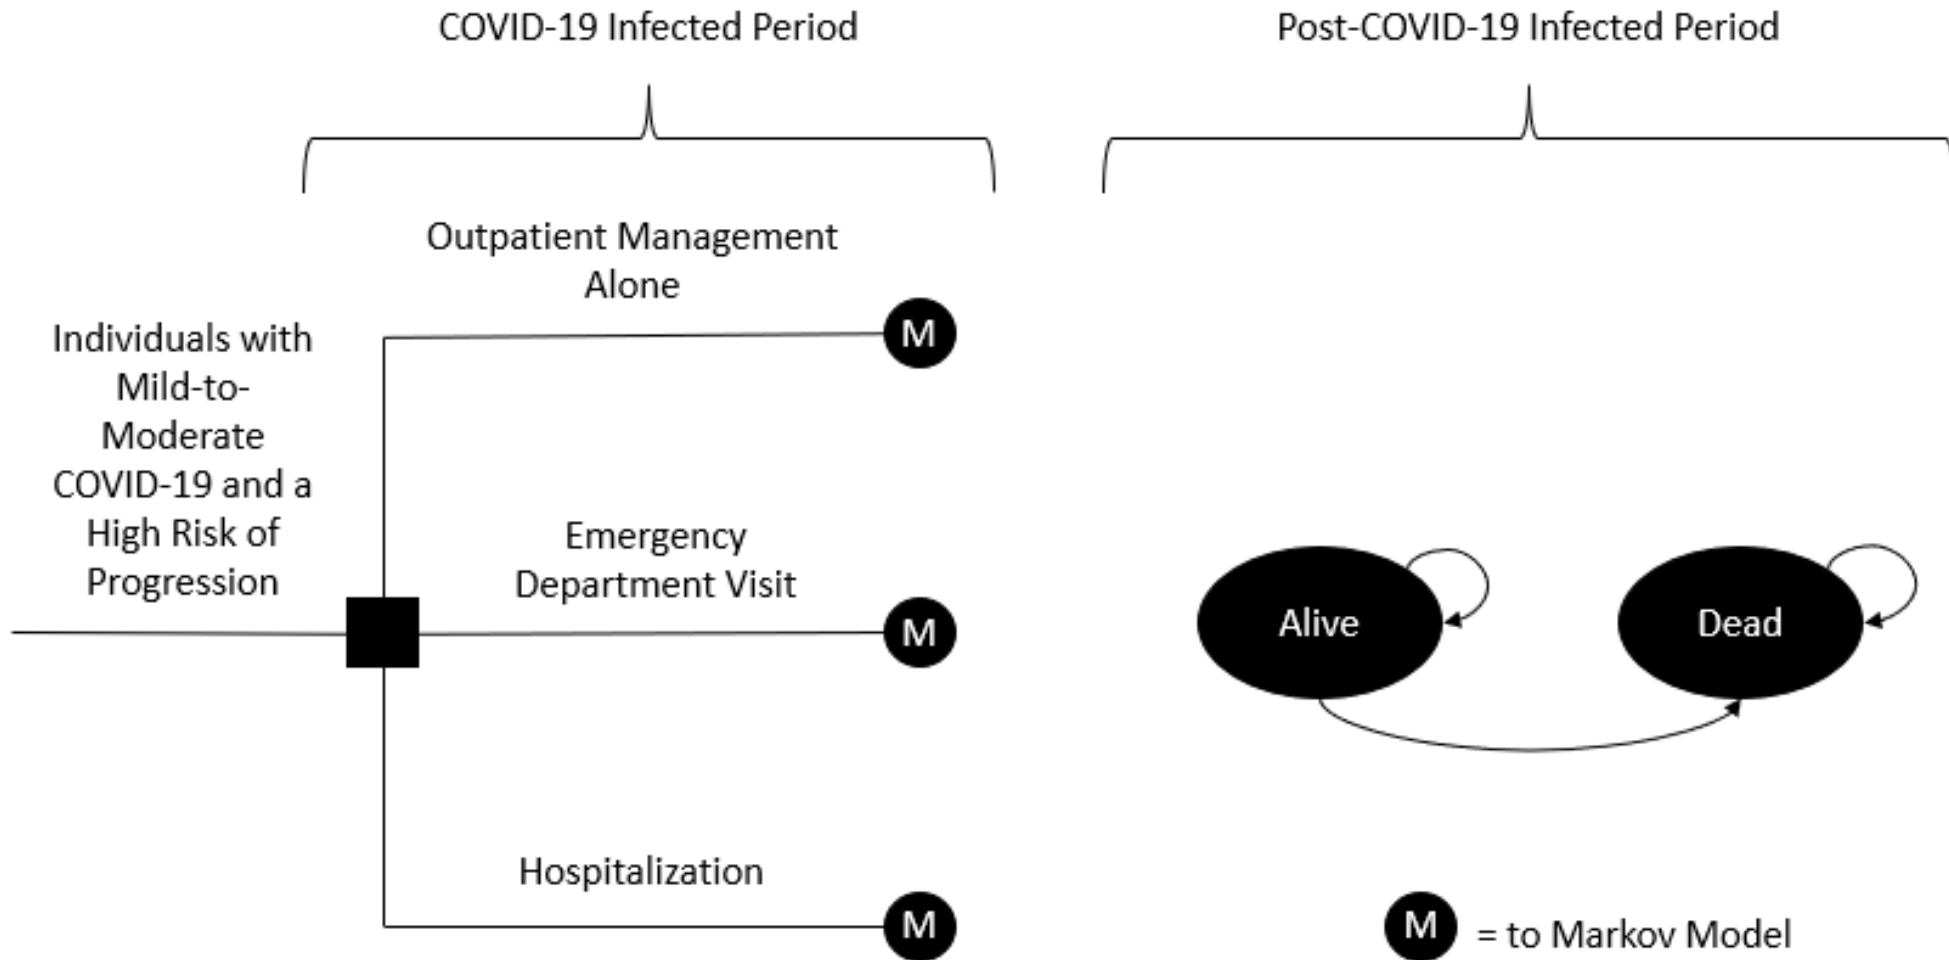 COVID-19 Infected Period
Post-COVID-19 Infected Period
Outpatient Management
Alone
M
Individuals with
Mild-to-
Moderate
COVID-19 and a
High Risk of
Progression
Emergency
Department Visit
M
Alive
Dead
Hospitalization
M
M = to Markov Model